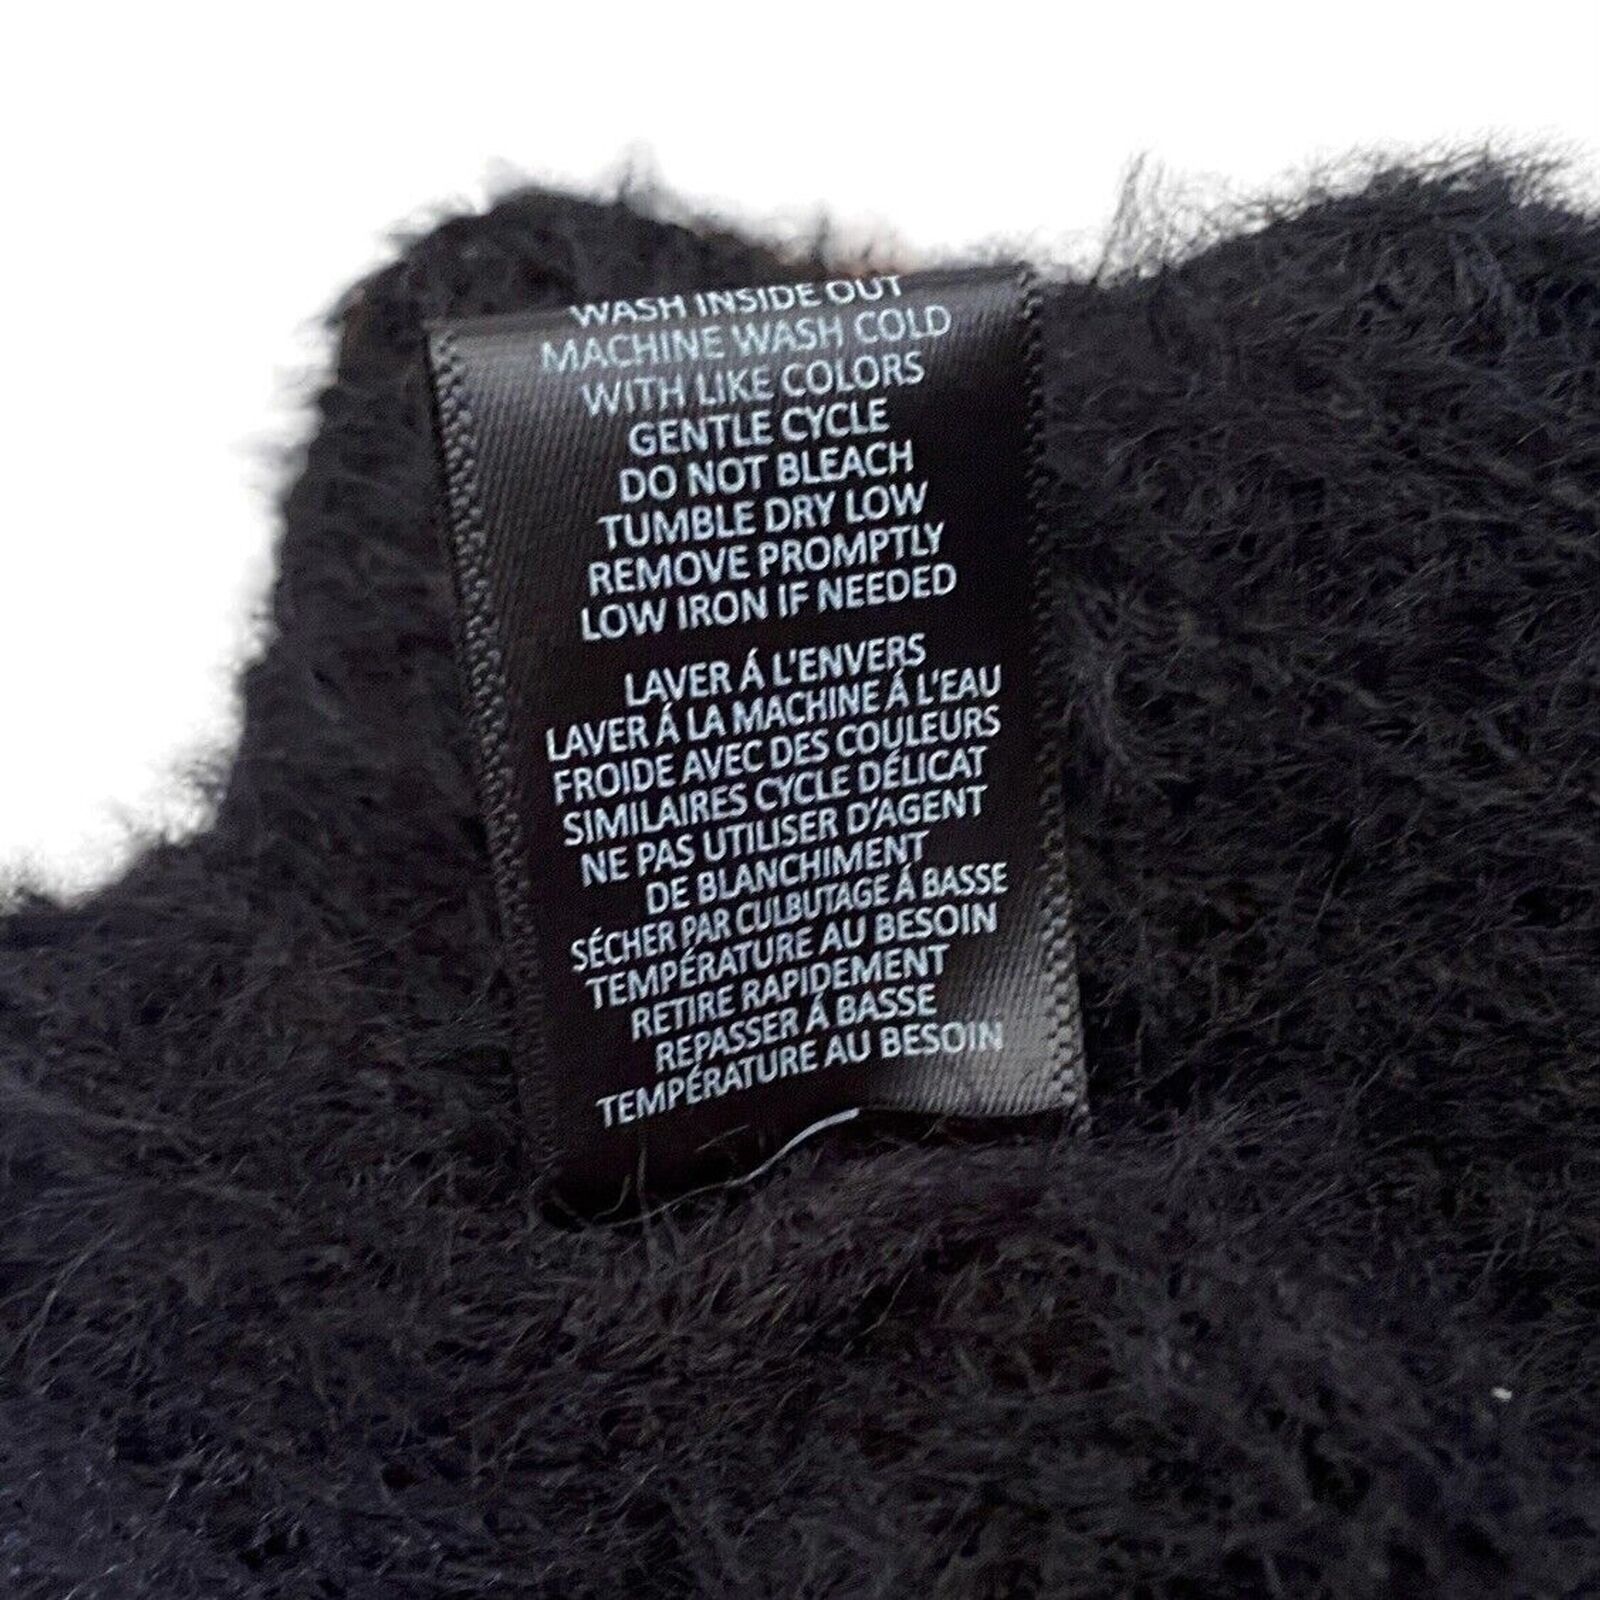 WASH INSIDE OUT
MACHINE WASH COLD
WITH LIKE COLORS
GENTLE CYCLE
DO NOT BLEACH
TUMBLE DRY LOW
REMOVE PROMPTLY
LOW IRON IF NEEDED
LAVER Á L'ENVERS
LAVER Á LA MACHINE Á L'EAU
FROIDE AVEC DES COULEURS
SIMILAIRES CYCLE DÉLICAT
NE PAS UTILISER D'AGENT
DE BLANCHIMENT
SÉCHER PAR CULBUTAGE Á BASSE
TEMPÉRATURE AU BESOIN
RETIRE RAPIDEMENT
REPASSER Á BASSE
TEMPÉRATURE AU BESOIN